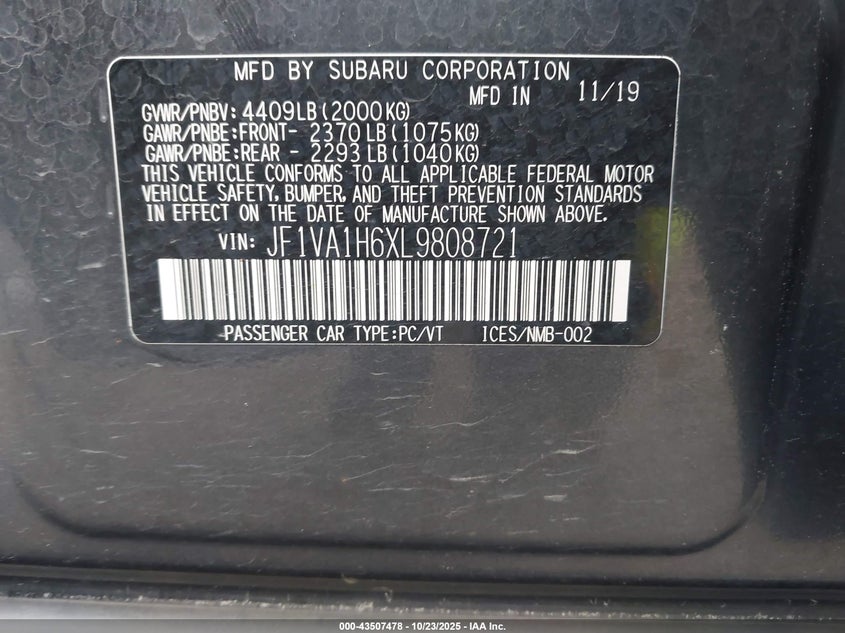 MFD BY SUBARU CORPORATION
MFD IN 11/19
GVWR/PNBV: 4409LB(2000KG)
GAWR/PNBE:FRONT- 2370LB(1075KG)
GAWR/PNBE:REAR - 2293LB(1040KG)
THIS VEHICLE CONFORMS TO ALL APPLICABLE FEDERAL MOTOR
VEHICLE SAFETY, BUMPER, AND THEFT PREVENTION STANDARDS
IN EFFECT ON THE DATE OF MANUFACTURE SHOWN ABOVE.
VIN: JF1VA1H6XL9808721
PASSENGER CAR TYPE:PC/VT ICES/NMB-002
000-43507478 - 10/23/2025 - IAA Inc.